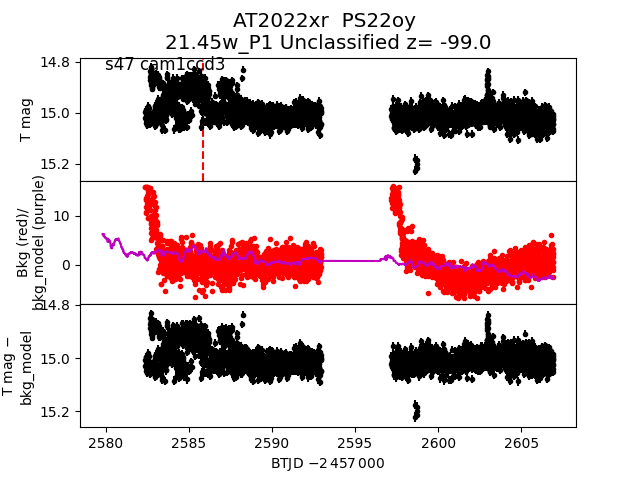 AT2022xr  PS22oy
21.45w_P1 Unclassified z= -99.0
s47 cam1ccd3
14.8
15.0
15.2
T mag
10
0
Bkg (red)/
bkg_model (purple)
14.8
15.0
15.2
T mag −
bkg_model
2580
2585
2590
2595
2600
2605
BTJD −2 457 000